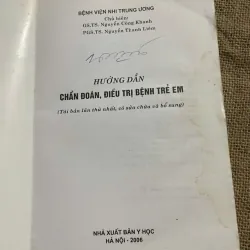 BỆNH VIỆN NHI TRUNG ƯƠNG
Chủ biên:
GS.TS. Nguyễn Công Khanh
PGS.TS. Nguyễn Thanh Liêm
HƯỚNG DẪN
CHẨN ĐOÁN, ĐIỀU TRỊ BỆNH TRẺ EM
(Tái bản lần thứ nhất, có sửa chữa và bổ sung)
NHÀ XUẤT BẢN Y HỌC
HÀ NỘI - 2006